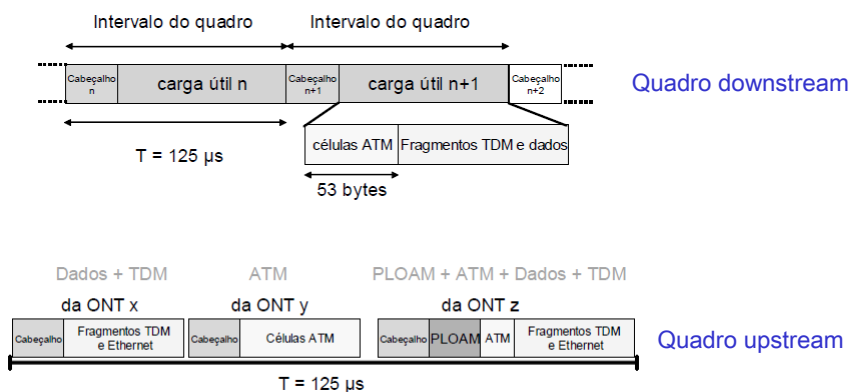 Intervalo do quadro Intervalo do quadro
Cabeçalho n carga útil n Cabeçalho n+1 carga útil n+1 Cabeçalho n+2
Quadro downstream
T = 125 µs
células ATM Fragmentos TDM e dados
53 bytes
Dados + TDM ATM PLOAM + ATM + Dados + TDM
da ONT x da ONT y da ONT z
Cabeçalho Fragmentos TDM e Ethernet Cabeçalho Células ATM Cabeçalho PLOAM ATM Fragmentos TDM e Ethernet
Quadro upstream
T = 125 µs